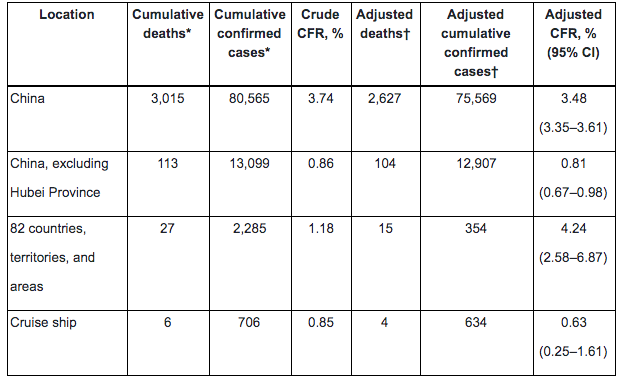 Location Cumulative deaths* Cumulative confirmed cases* Crude CFR, % Adjusted deaths† Adjusted cumulative confirmed cases† Adjusted CFR, % (95% CI)
China 3,015 80,565 3.74 2,627 75,569 3.48
(3.35–3.61)
China, excluding 113 13,099 0.86 104 12,907 0.81
Hubei Province (0.67–0.98)
82 countries, 27 2,285 1.18 15 354 4.24
territories, and (2.58–6.87)
areas
Cruise ship 6 706 0.85 4 634 0.63
(0.25–1.61)